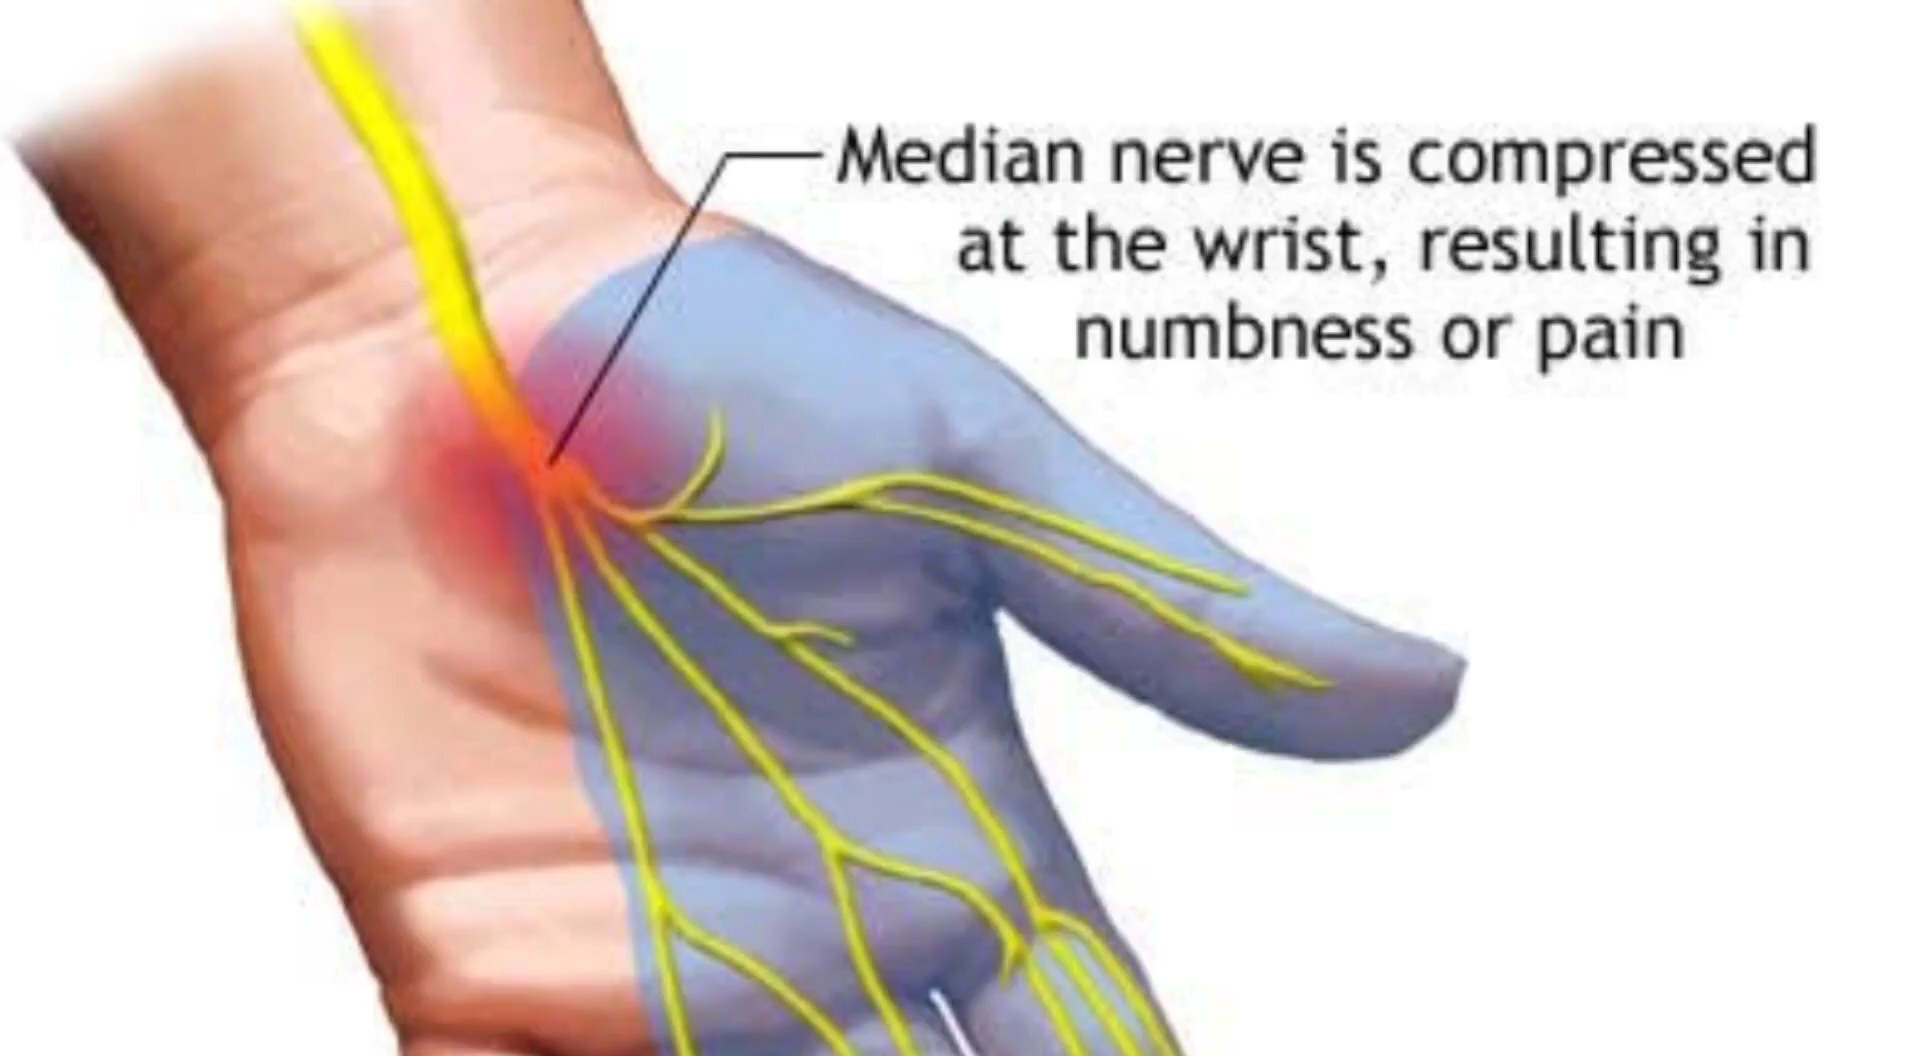 Median nerve is compressed
at the wrist, resulting in
numbness or pain